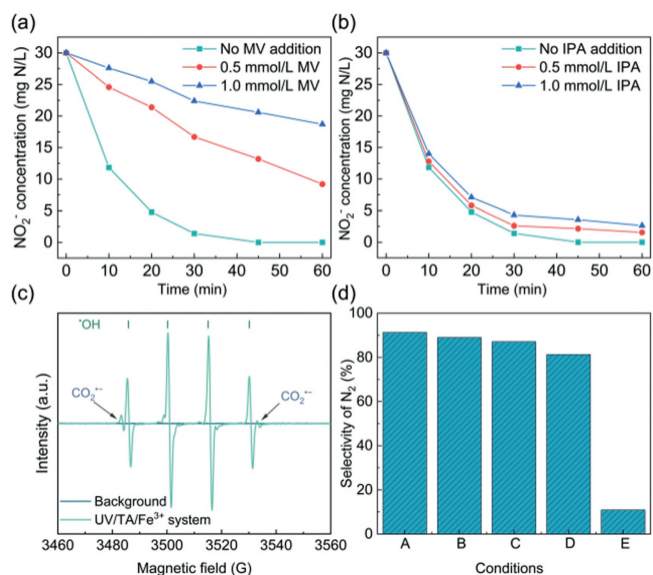 (a)
No MV addition
0.5 mmol/L MV
1.0 mmol/L MV
NO₂⁻ concentration (mg N/L)
35
30
25
20
15
10
5
0
0 10 20 30 40 50 60
Time (min)
(b)
No IPA addition
0.5 mmol/L IPA
1.0 mmol/L IPA
NO₂⁻ concentration (mg N/L)
35
30
25
20
15
10
5
0
0 10 20 30 40 50 60
Time (min)
(c)
•OH
CO₂•⁻
CO₂•⁻
Intensity (a.u.)
Background
UV/TA/Fe³⁺ system
3460 3480 3500 3520 3540 3560
Magnetic field (G)
(d)
Selectivity of N₂ (%)
100
80
60
40
20
0
A B C D E
Conditions